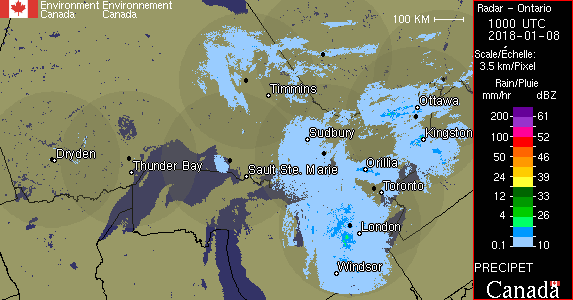 Environment Environnement
Canada Canada
100 KM
Radar - Ontario
1000 UTC
2018-01-08
Scale/Échelle:
3.5 km/Pixel
Rain/Pluie
mm/hr dBZ
200 61
100 52
50 46
24 39
12 33
4 26
0.1 10
PRECIPET
Canada
Timmins
Ottawa
Sudbury
Kingston
Dryden
Thunder Bay
Sault Ste. Marie
Orillia
Toronto
London
Windsor